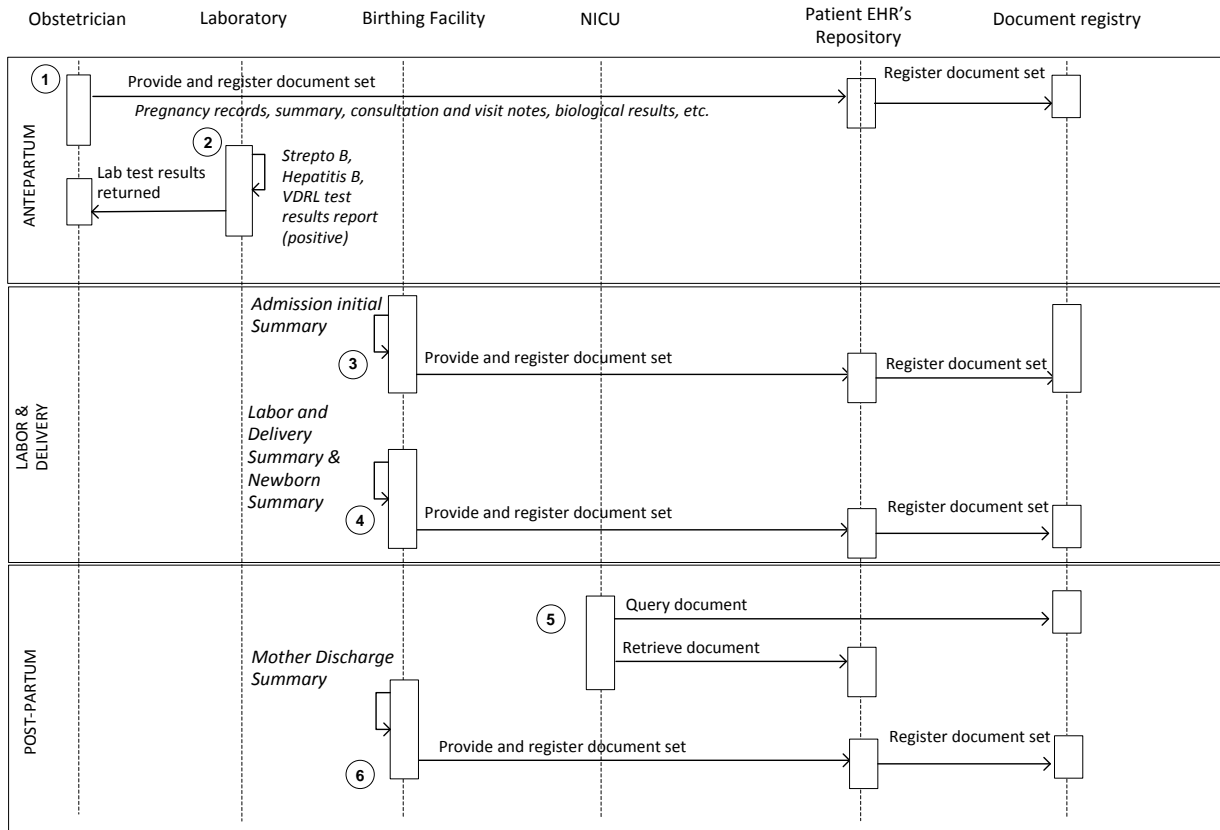 Obstetrician
Laboratory
Birthing Facility
NICU
Patient EHR’s
Repository
Document registry
ANTEPARTUM
1
Provide and register document set
Pregnancy records, summary, consultation and visit notes, biological results, etc.
Register document set
2
Strepto B,
Hepatitis B,
VDRL test
results report
(positive)
Lab test results
returned
LABOR &
DELIVERY
Admission initial
Summary
3
Provide and register document set
Register document set
Labor and
Delivery
Summary &
Newborn
Summary
4
Provide and register document set
Register document set
POST-PARTUM
5
Query document
Retrieve document
Mother Discharge
Summary
6
Provide and register document set
Register document set